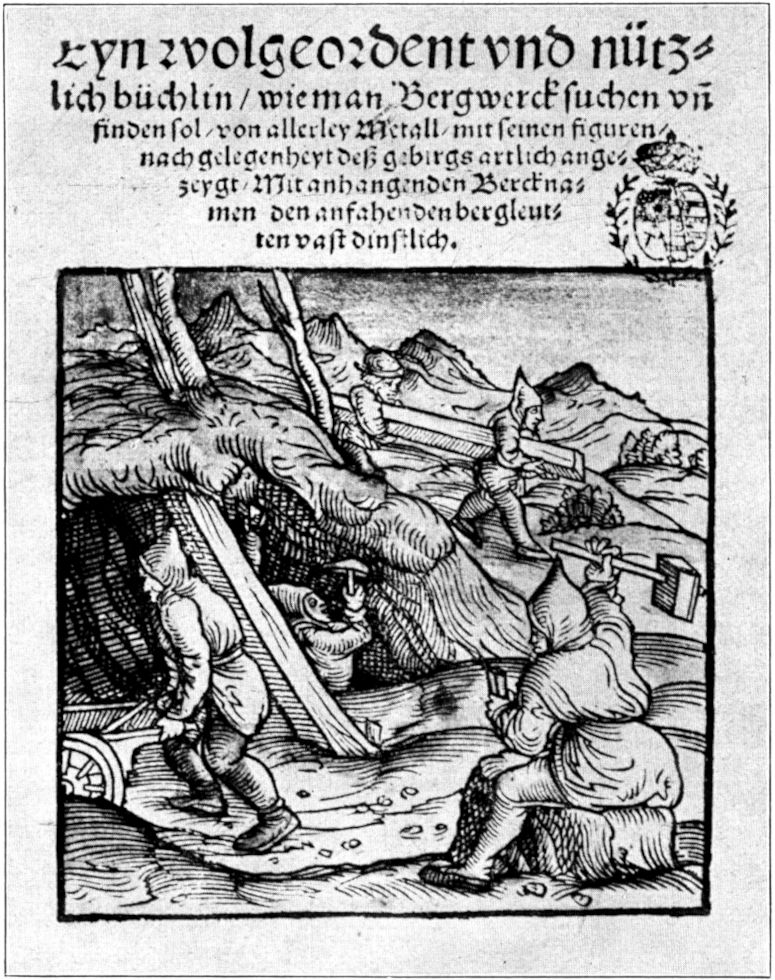 Eyn wolgeordent vnd nütz⸗
lich büchlin / wie man Bergwerck suchen vñ
finden sol / von allerley Metall / mit seinen figuren /
nach gelegenheyt deß gebirgs artlich ange⸗
zeygt / Mit anhangenden Berckna⸗
men den anfahenden bergleut⸗
ten vast dinstlich.